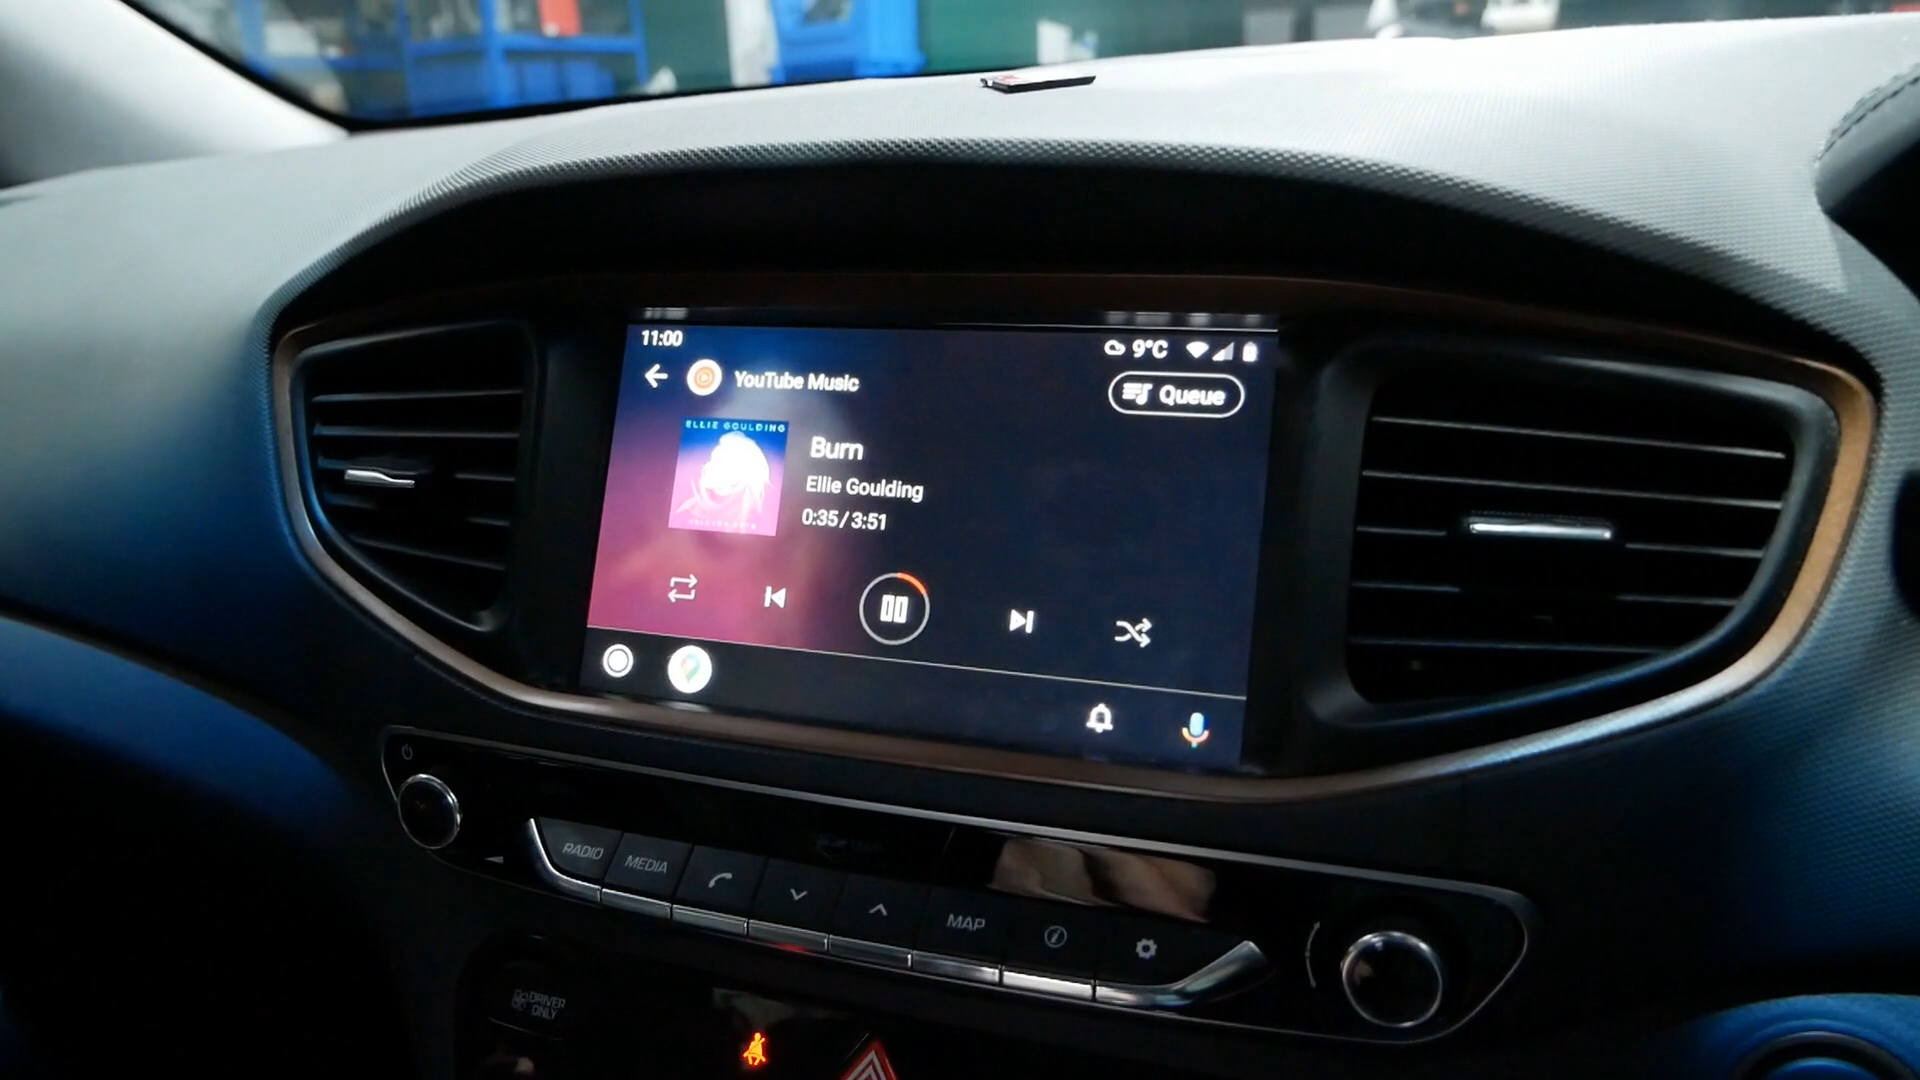 11:00
9°C
YouTube Music
Queue
ELLIE GOULDING
Burn
Ellie Goulding
0:35/3:51
RADIO
MEDIA
MAP
DRIVER
ONLY